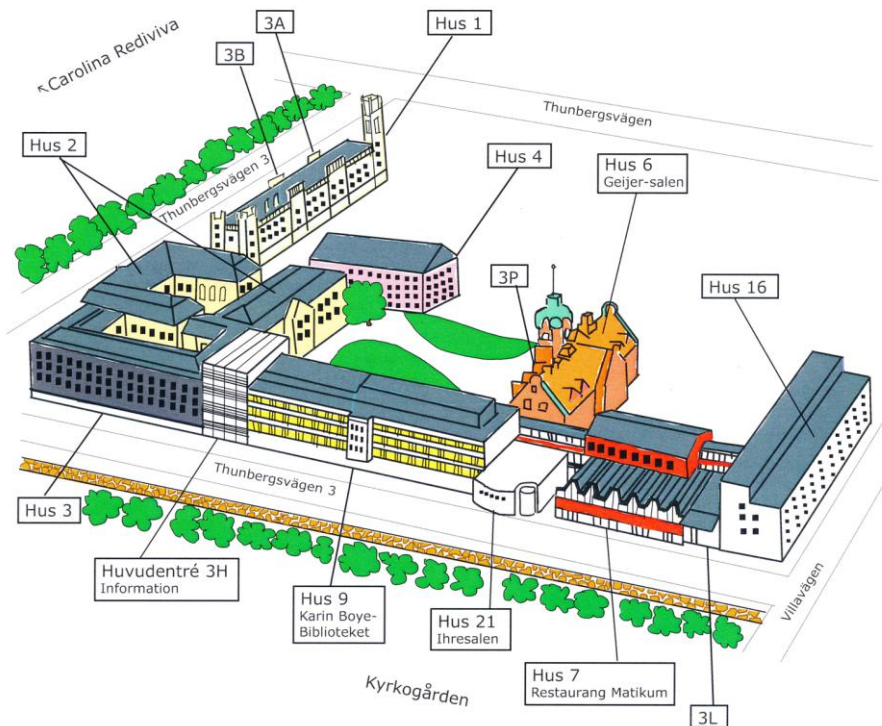 ↖Carolina Rediviva
3B
3A
Hus 1
Thunbergsvägen
Hus 2
Thunbergsvägen 3
Hus 4
Hus 6
Geijer-salen
3P
Hus 16
Thunbergsvägen 3
Hus 3
Huvudentré 3H
Information
Hus 9
Karin Boye-
Biblioteket
Hus 21
Ihresalen
Hus 7
Restaurang Matikum
3L
Villavägen
Kyrkogården